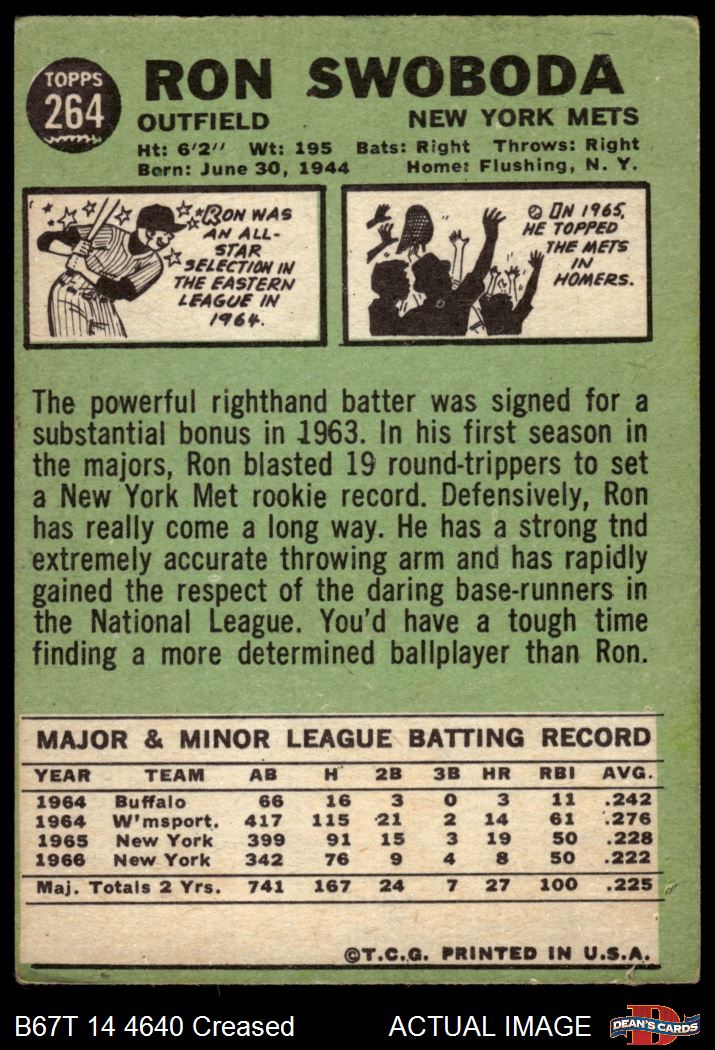 TOPPS
264
RON SWOBODA
OUTFIELD NEW YORK METS
Ht: 6'2" Wt: 195 Bats: Right Throws: Right
Born: June 30, 1944 Home: Flushing, N. Y.
RON WAS
AN ALL-
STAR
SELECTION IN
THE EASTERN
LEAGUE IN
1964.
IN 1965,
HE TOPPED
THE METS
IN
HOMERS.
The powerful righthand batter was signed for a
substantial bonus in 1963. In his first season in
the majors, Ron blasted 19 round-trippers to set
a New York Met rookie record. Defensively, Ron
has really come a long way. He has a strong tnd
extremely accurate throwing arm and has rapidly
gained the respect of the daring base-runners in
the National League. You'd have a tough time
finding a more determined ballplayer than Ron.
MAJOR & MINOR LEAGUE BATTING RECORD
YEAR TEAM AB H 2B 3B HR RBI AVG.
1964 Buffalo 66 16 3 0 3 11 .242
1964 W'msport. 417 115 21 2 14 61 .276
1965 New York 399 91 15 3 19 50 .228
1966 New York 342 76 9 4 8 50 .222
Maj. Totals 2 Yrs. 741 167 24 7 27 100 .225
©T.C.G. PRINTED IN U.S.A.
B67T 14 4640 Creased ACTUAL IMAGE
DEAN'S CARDS